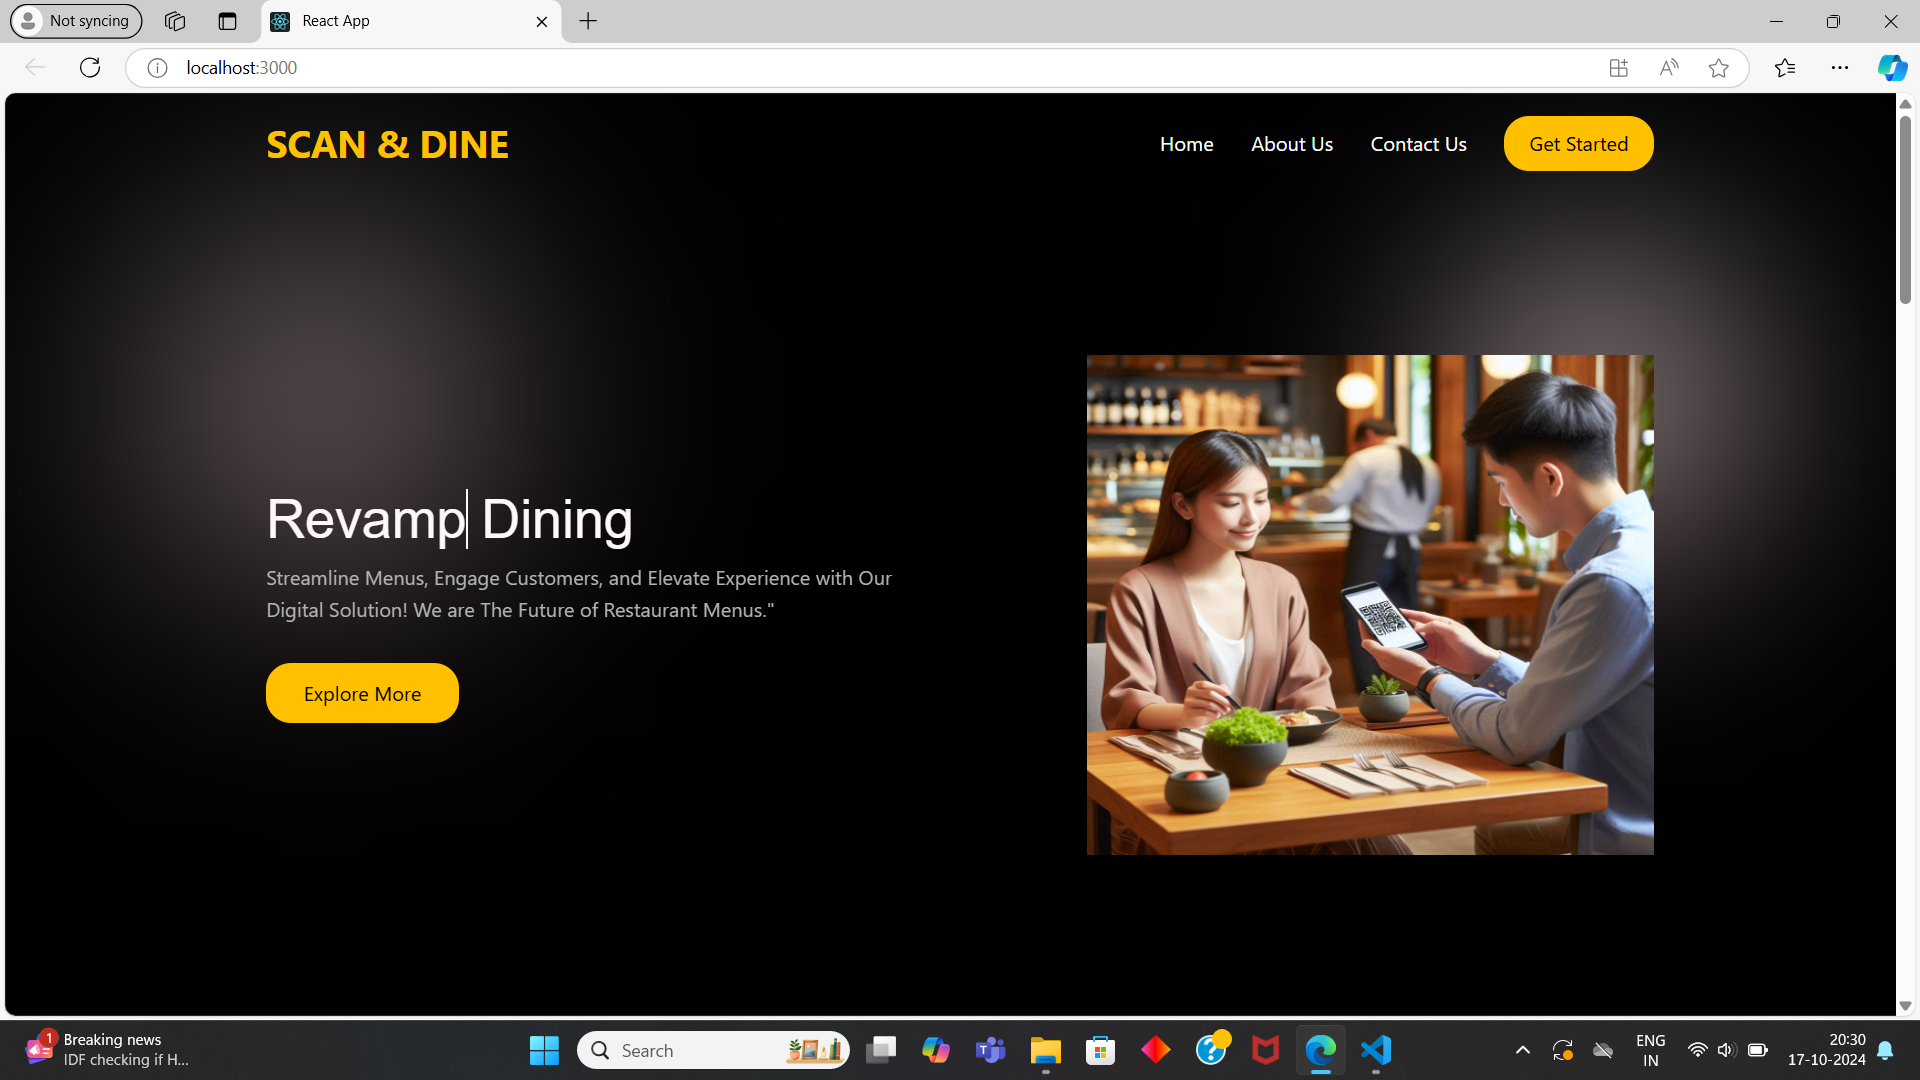 Not syncing
React App
localhost:3000
SCAN & DINE
Home
About Us
Contact Us
Get Started
Revamp Dining
Streamline Menus, Engage Customers, and Elevate Experience with Our
Digital Solution! We are The Future of Restaurant Menus."
Explore More
1
Breaking news
IDF checking if H...
Search
ENG
IN
20:30
17-10-2024